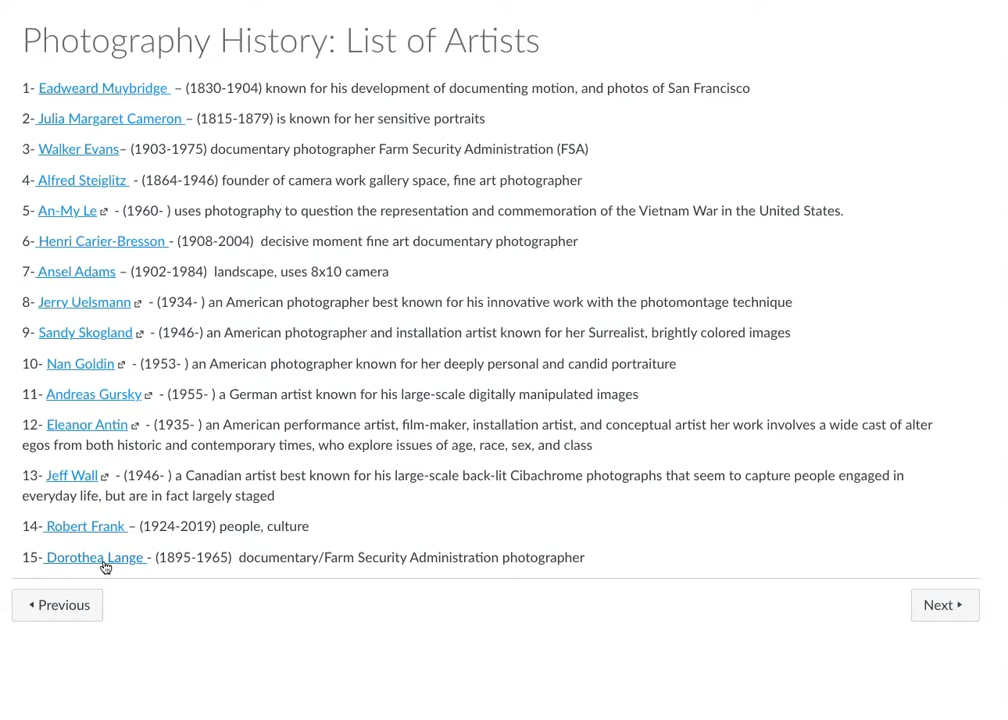 Photography History: List of Artists
1- Eadweard Muybridge – (1830-1904) known for his development of documenting motion, and photos of San Francisco
2- Julia Margaret Cameron – (1815-1879) is known for her sensitive portraits
3- Walker Evans– (1903-1975) documentary photographer Farm Security Administration (FSA)
4- Alfred Steiglitz - (1864-1946) founder of camera work gallery space, fine art photographer
5- An-My Le - (1960- ) uses photography to question the representation and commemoration of the Vietnam War in the United States.
6- Henri Carier-Bresson - (1908-2004) decisive moment fine art documentary photographer
7- Ansel Adams – (1902-1984) landscape, uses 8x10 camera
8- Jerry Uelsmann - (1934- ) an American photographer best known for his innovative work with the photomontage technique
9- Sandy Skogland - (1946-) an American photographer and installation artist known for her Surrealist, brightly colored images
10- Nan Goldin - (1953- ) an American photographer known for her deeply personal and candid portraiture
11- Andreas Gursky - (1955- ) a German artist known for his large-scale digitally manipulated images
12- Eleanor Antin - (1935- ) an American performance artist, film-maker, installation artist, and conceptual artist her work involves a wide cast of alter
egos from both historic and contemporary times, who explore issues of age, race, sex, and class
13- Jeff Wall - (1946- ) a Canadian artist best known for his large-scale back-lit Cibachrome photographs that seem to capture people engaged in
everyday life, but are in fact largely staged
14- Robert Frank – (1924-2019) people, culture
15- Dorothea Lange - (1895-1965) documentary/Farm Security Administration photographer
Previous
Next